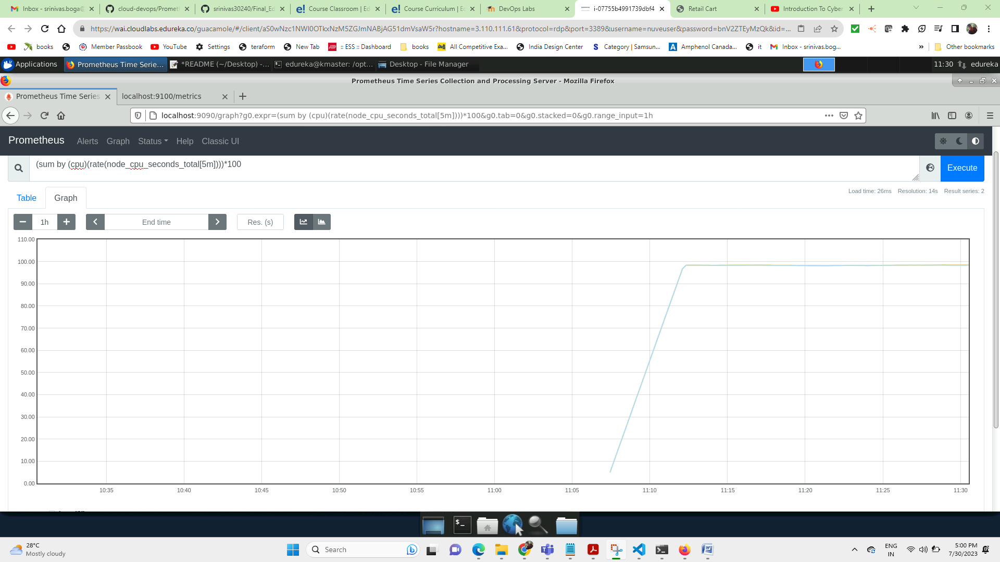 Inbox - srinivas.boga@
cloud-devops/Prometh
srinivas30240/Final_Ed
Course Classroom | Ed
Course Curriculum | Ec
DevOps Labs
i-07755b4991739dbf4
Retail Cart
Introduction To Cyber
https://wai.cloudlabs.edureka.co/guacamole/#/client/aS0wNzc1NWI0OTkxNzM5ZGJmNABjAG51dmVsaW5r?hostname=3.110.111.61&protocol=rdp&port=3389&username=nuveuser&password=bnV2ZTEyMzQk&id=...
books
Member Passbook
YouTube
Settings
teraform
New Tab
:: ESS :: Dashboard
books
All Competitive Exa...
India Design Center
Category | Samsun...
Amphenol Canada...
it
Inbox - srinivas.bog...
»
Other bookmarks
Applications
Prometheus Time Serie...
*README (~/Desktop) -...
edureka@kmaster: /opt...
Desktop - File Manager
11:30
edureka
Prometheus Time Series Collection and Processing Server - Mozilla Firefox
Prometheus Time Series
localhost:9100/metrics
localhost:9090/graph?g0.expr=(sum by (cpu)(rate(node_cpu_seconds_total[5m])))*100&g0.tab=0&g0.stacked=0&g0.range_input=1h
Prometheus
Alerts
Graph
Status
Help
Classic UI
(sum by (cpu)(rate(node_cpu_seconds_total[5m])))*100
Execute
Table
Graph
Load time: 26ms Resolution: 14s Result series: 2
1h
End time
Res. (s)
110.00
100.00
90.00
80.00
70.00
60.00
50.00
40.00
30.00
20.00
10.00
0.00
10:35
10:40
10:45
10:50
10:55
11:00
11:05
11:10
11:15
11:20
11:25
11:30
28°C
Mostly cloudy
Search
ENG
IN
5:00 PM
7/30/2023